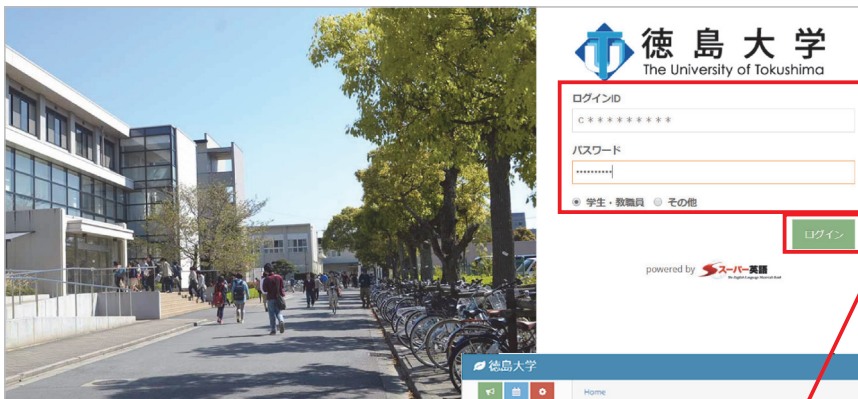 徳島大学
The University of Tokushima
ログインID
C*********
パスワード
**********
学生・教職員 その他
ログイン
powered by スーパー英語
徳島大学
Home